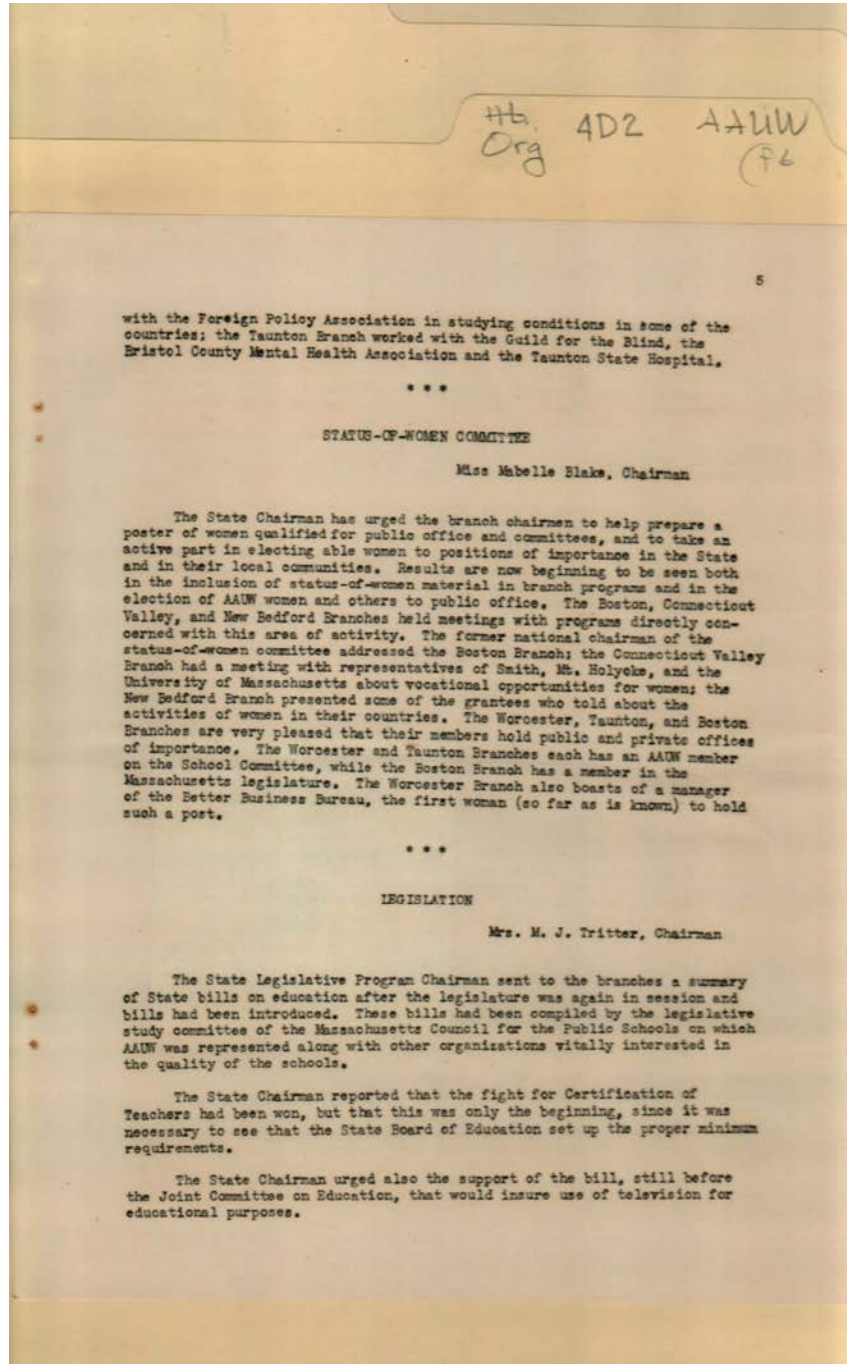 Ht. 4D2 AAUW
Org (f6
5
with the Foreign Policy Association in studying conditions in some of the
countries; the Taunton Branch worked with the Guild for the Blind, the
Bristol County Mental Health Association and the Taunton State Hospital.
* * *
STATUS-OF-WOMEN COMMITTEE
Miss Mabelle Blake, Chairman
The State Chairman has urged the branch chairmen to help prepare a
poster of women qualified for public office and committees, and to take an
active part in electing able women to positions of importance in the State
and in their local communities. Results are now beginning to be seen both
in the inclusion of status-of-women material in branch programs and in the
election of AAUW women and others to public office. The Boston, Connecticut
Valley, and New Bedford Branches held meetings with programs directly con-
cerned with this area of activity. The former national chairman of the
status-of-women committee addressed the Boston Branch; the Connecticut Valley
Branch had a meeting with representatives of Smith, Mt. Holyoke, and the
University of Massachusetts about vocational opportunities for women; the
New Bedford Branch presented some of the grantees who told about the
activities of women in their countries. The Worcester, Taunton, and Boston
Branches are very pleased that their members hold public and private offices
of importance. The Worcester and Taunton Branches each has an AAUW member
on the School Committee, while the Boston Branch has a member in the
Massachusetts legislature. The Worcester Branch also boasts of a manager
of the Better Business Bureau, the first woman (so far as is known) to hold
such a post.
* * *
LEGISLATION
Mrs. M. J. Tritter, Chairman
The State Legislative Program Chairman sent to the branches a summary
of State bills on education after the legislature was again in session and
bills had been introduced. These bills had been compiled by the legislative
study committee of the Massachusetts Council for the Public Schools on which
AAUW was represented along with other organizations vitally interested in
the quality of the schools.
The State Chairman reported that the fight for Certification of
Teachers had been won, but that this was only the beginning, since it was
necessary to see that the State Board of Education set up the proper minimum
requirements.
The State Chairman urged also the support of the bill, still before
the Joint Committee on Education, that would insure use of television for
educational purposes.